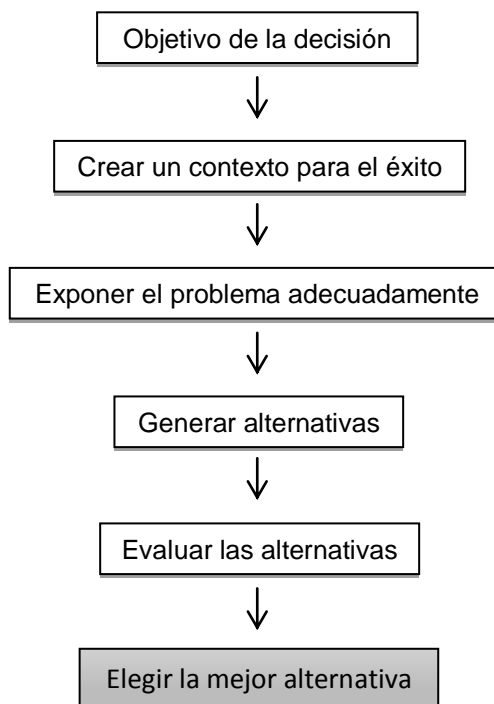 Objetivo de la decisión
Crear un contexto para el éxito
Exponer el problema adecuadamente
Generar alternativas
Evaluar las alternativas
Elegir la mejor alternativa